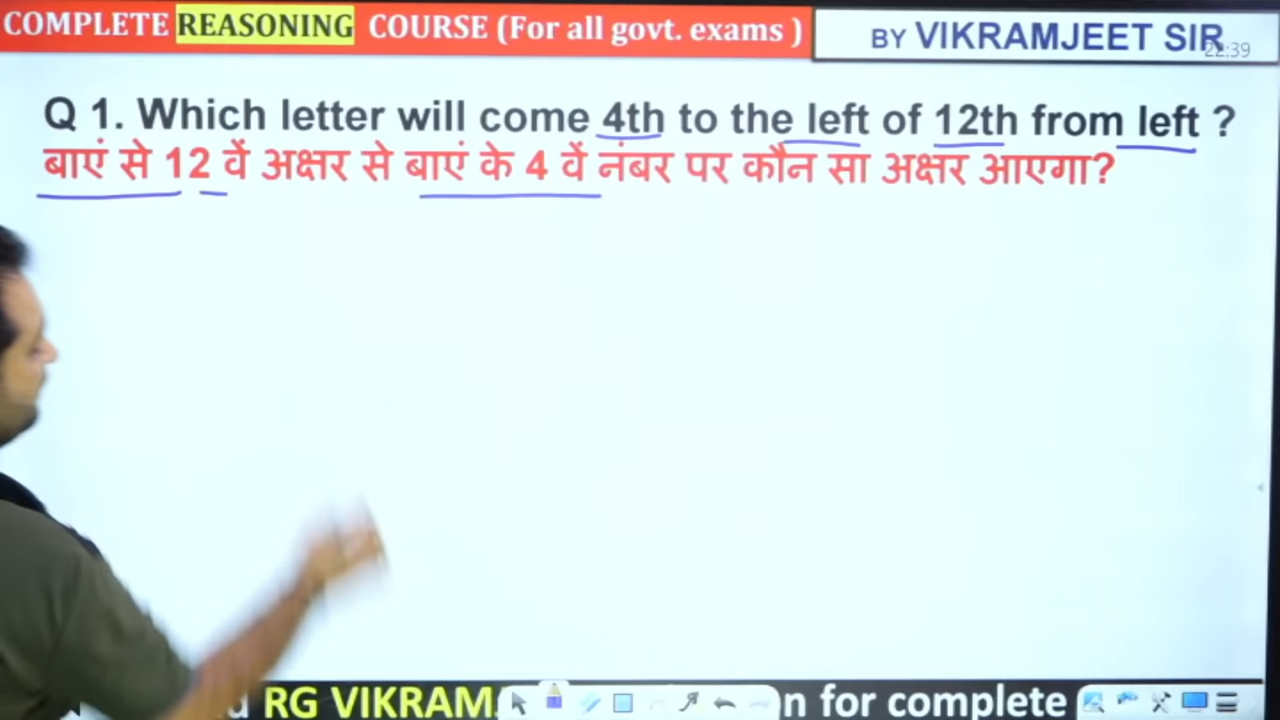 COMPLETE REASONING COURSE (For all govt. exams )
BY VIKRAMJEET SIR
22:39
Q 1. Which letter will come 4th to the left of 12th from left ?
बाएं से 12 वें अक्षर से बाएं के 4 वें नंबर पर कौन सा अक्षर आएगा?
RG VIKRAM
for complete